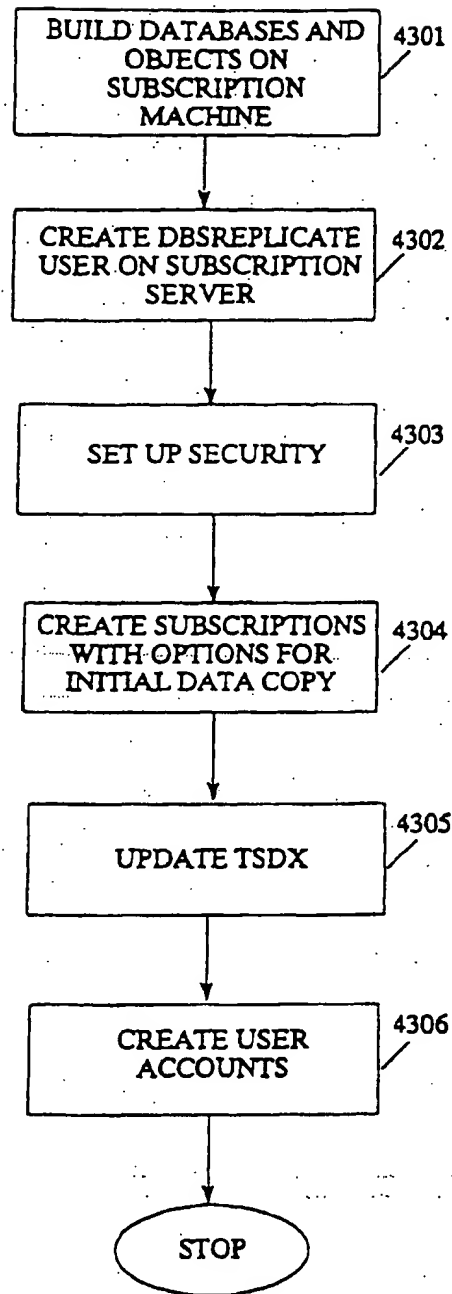 BUILD DATABASES AND
OBJECTS ON
SUBSCRIPTION
MACHINE
4301
CREATE DBSREPLICATE
USER ON SUBSCRIPTION
SERVER
4302
SET UP SECURITY
4303
CREATE SUBSCRIPTIONS
WITH OPTIONS FOR
INITIAL DATA COPY
4304
UPDATE TSDX
4305
CREATE USER
ACCOUNTS
4306
STOP